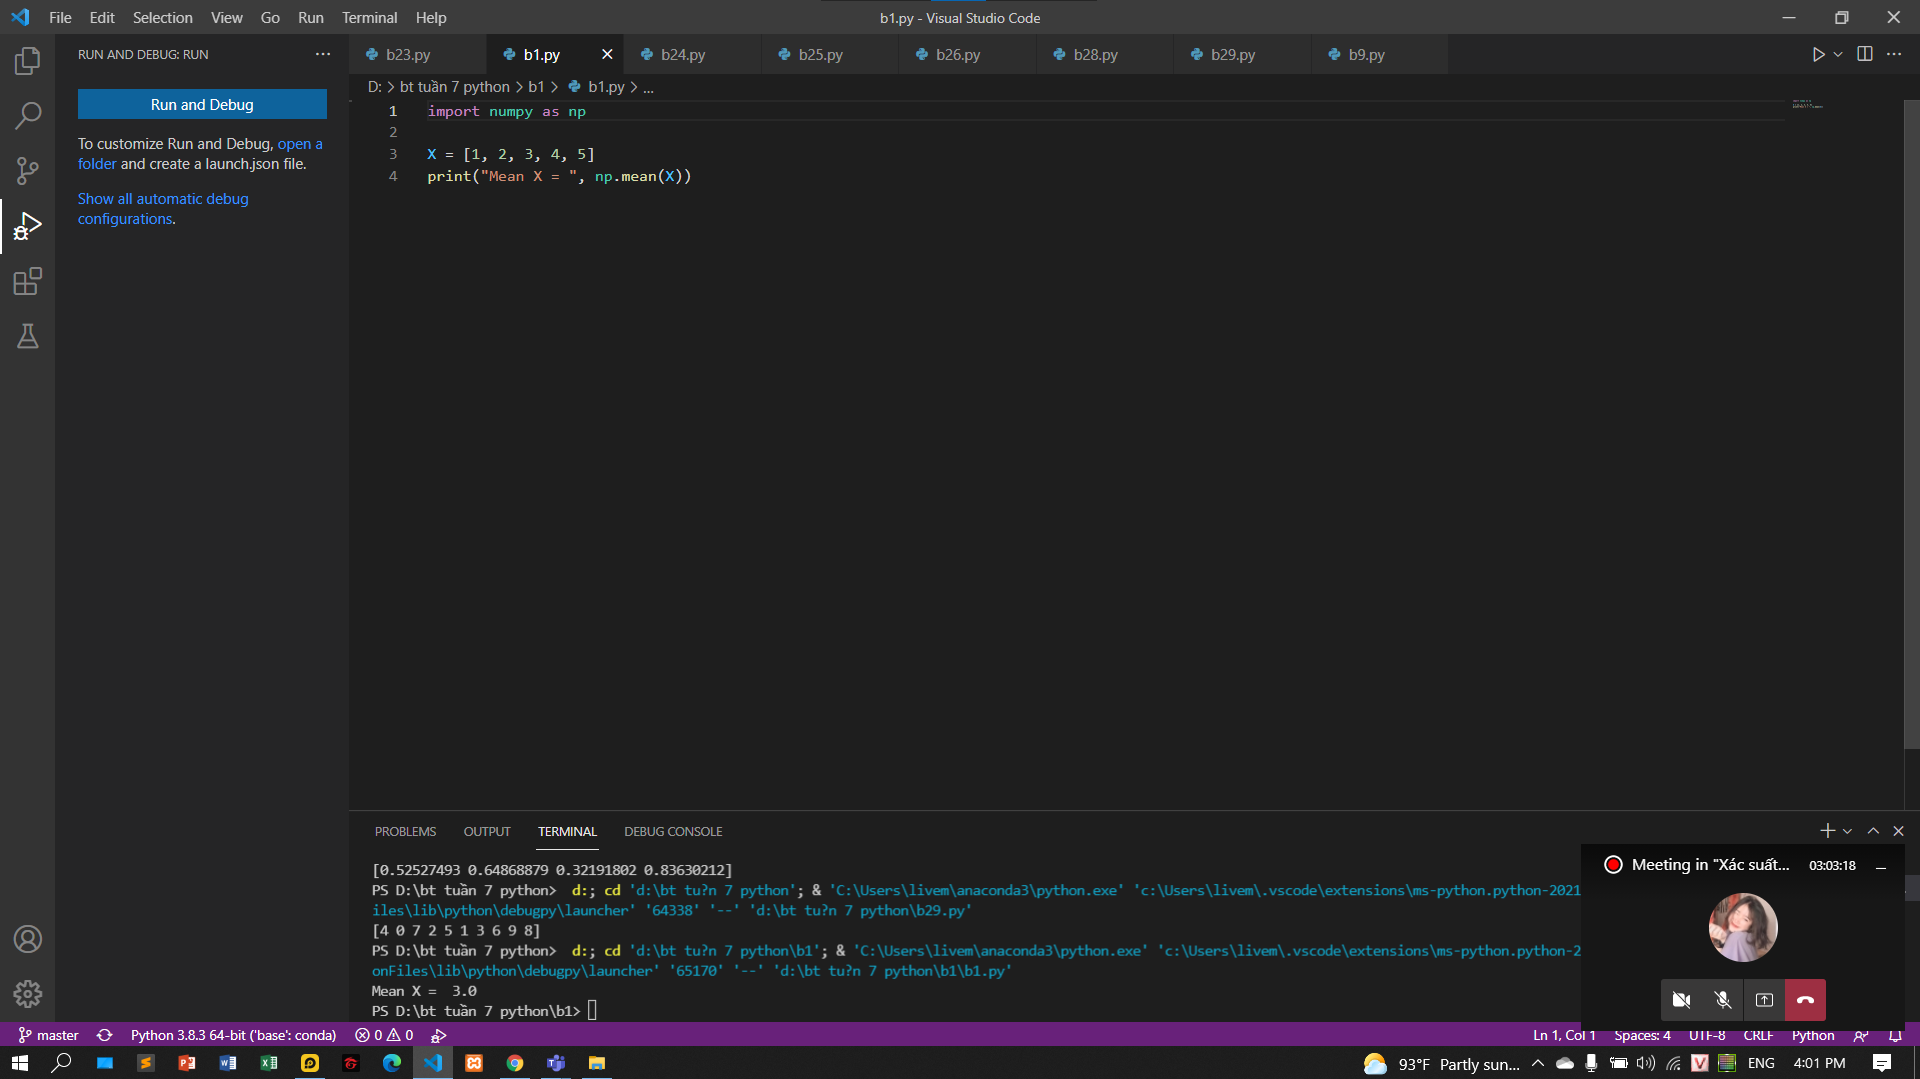 File Edit Selection View Go Run Terminal Help
b1.py - Visual Studio Code
RUN AND DEBUG: RUN
Run and Debug
To customize Run and Debug, open a
folder and create a launch.json file.
Show all automatic debug
configurations.
b23.py b1.py b24.py b25.py b26.py b28.py b29.py b9.py
D: > bt tuần 7 python > b1 > b1.py > ...
1 import numpy as np
2
3 X = [1, 2, 3, 4, 5]
4 print("Mean X = ", np.mean(X))
PROBLEMS OUTPUT TERMINAL DEBUG CONSOLE
[0.52527493 0.64868879 0.32191802 0.83630212]
PS D:\bt tuần 7 python> d:; cd 'd:\bt tu?n 7 python'; & 'C:\Users\livem\anaconda3\python.exe' 'c:\Users\livem\.vscode\extensions\ms-python.python-2021
iles\lib\python\debugpy\launcher' '64338' '--' 'd:\bt tu?n 7 python\b29.py'
[4 0 7 2 5 1 3 6 9 8]
PS D:\bt tuần 7 python> d:; cd 'd:\bt tu?n 7 python\b1'; & 'C:\Users\livem\anaconda3\python.exe' 'c:\Users\livem\.vscode\extensions\ms-python.python-2
onFiles\lib\python\debugpy\launcher' '65170' '--' 'd:\bt tu?n 7 python\b1\b1.py'
Mean X =  3.0
PS D:\bt tuần 7 python\b1>
Meeting in "Xác suất... 03:03:18
master Python 3.8.3 64-bit ('base': conda) 0 0
Ln 1, Col 1 Spaces: 4 UTF-8 CRLF Python
93°F Partly sun... ENG 4:01 PM